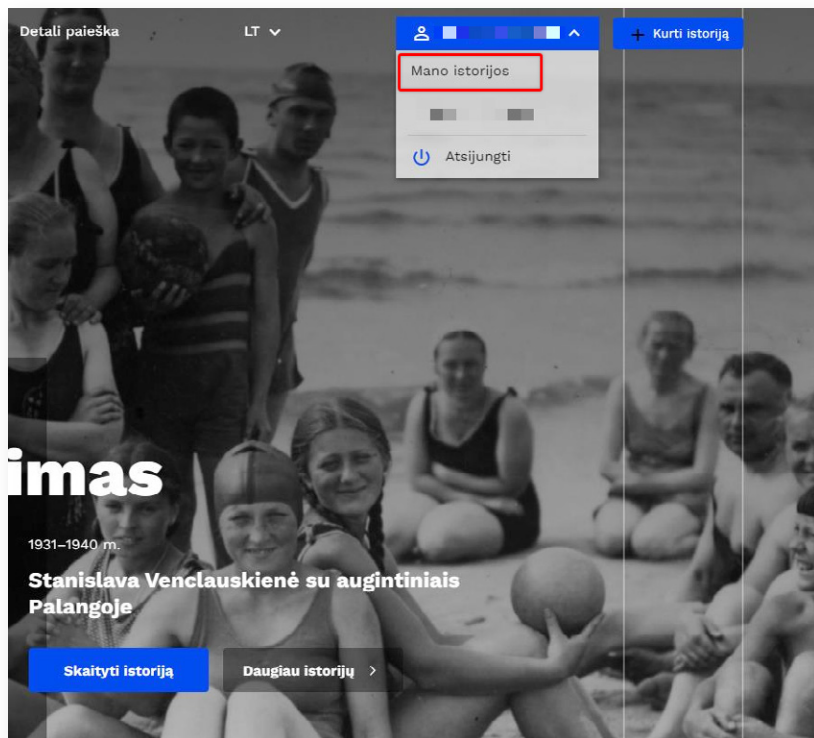 Detali paieška
LT
Kurti istoriją
Mano istorijos
Atsijungti
imas
1931–1940 m.
Stanislava Venclauskienė su augintiniais
Palangoje
Skaityti istoriją
Daugiau istorijų